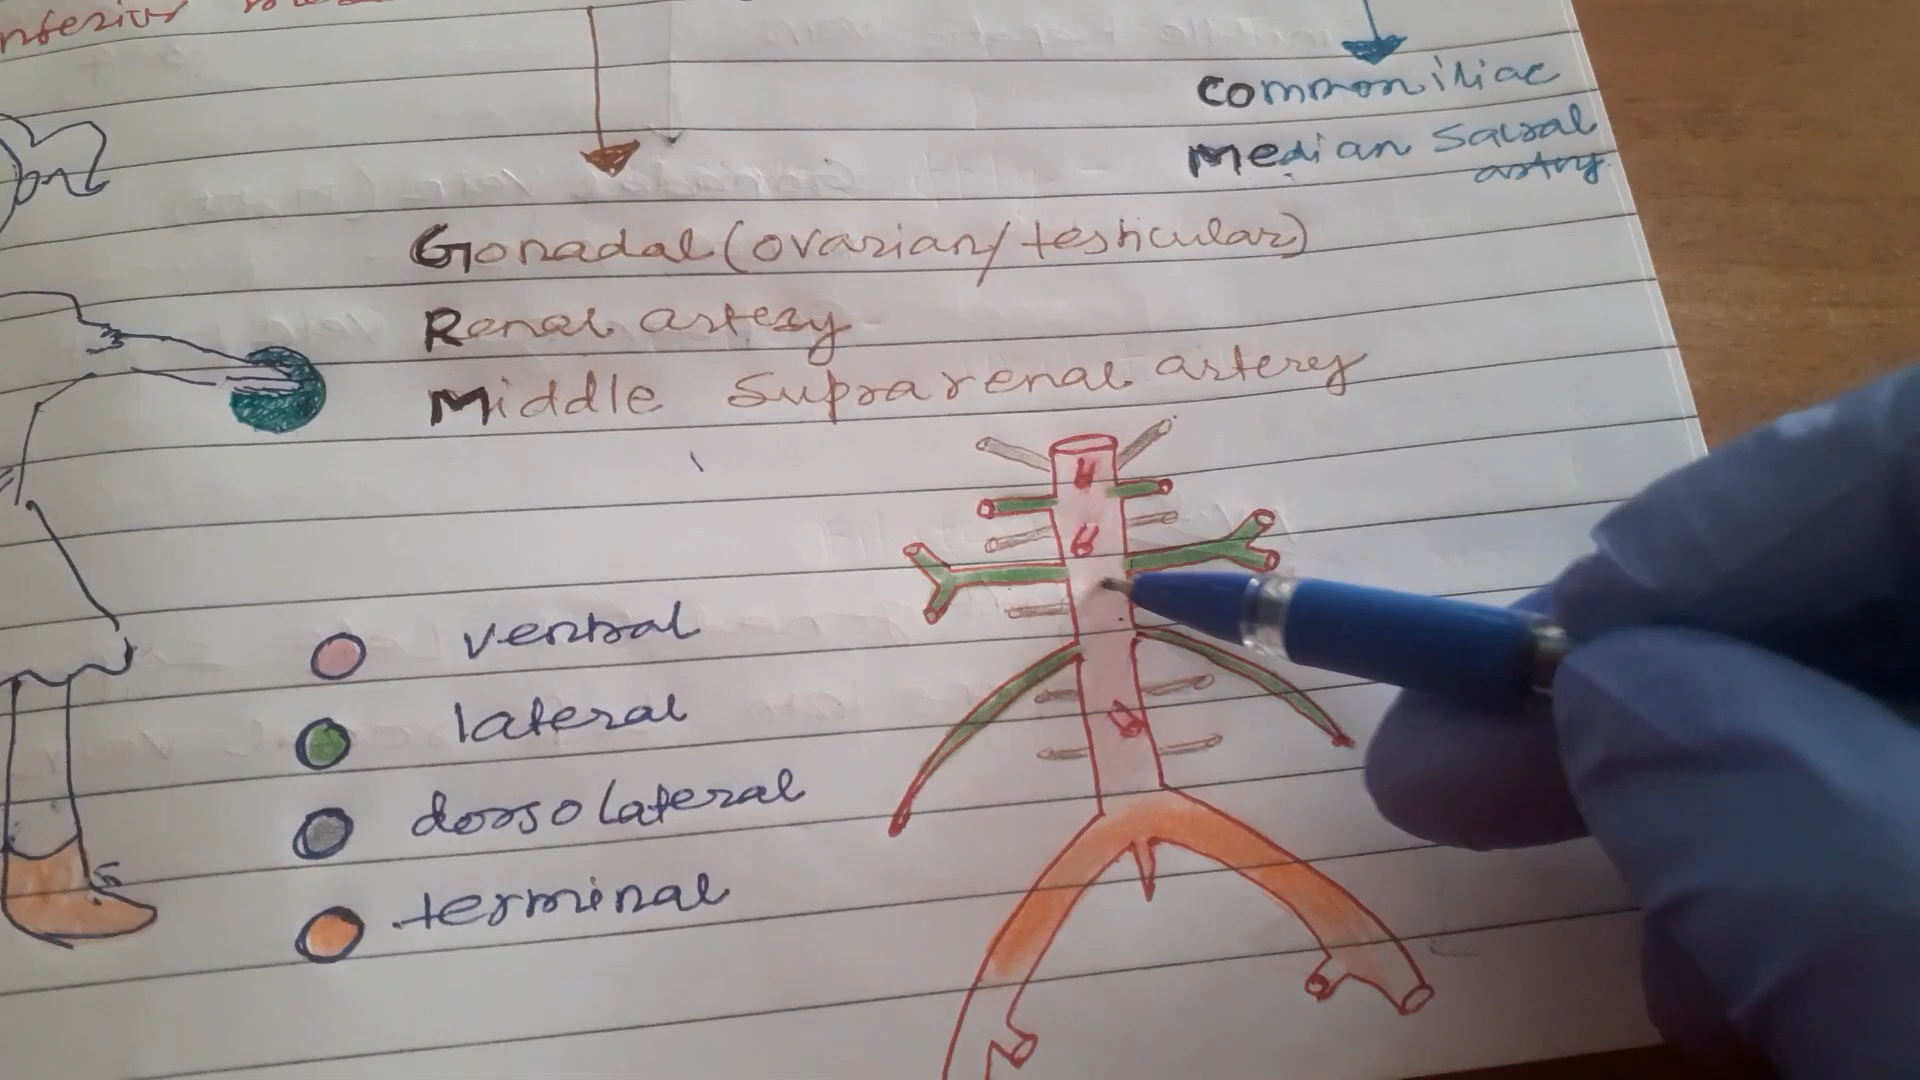 Common iliac
Median Sacral
artery
Gonadal (ovarian/testicular)
Renal artery
Middle Suprarenal artery
ventral
lateral
dorsolateral
terminal